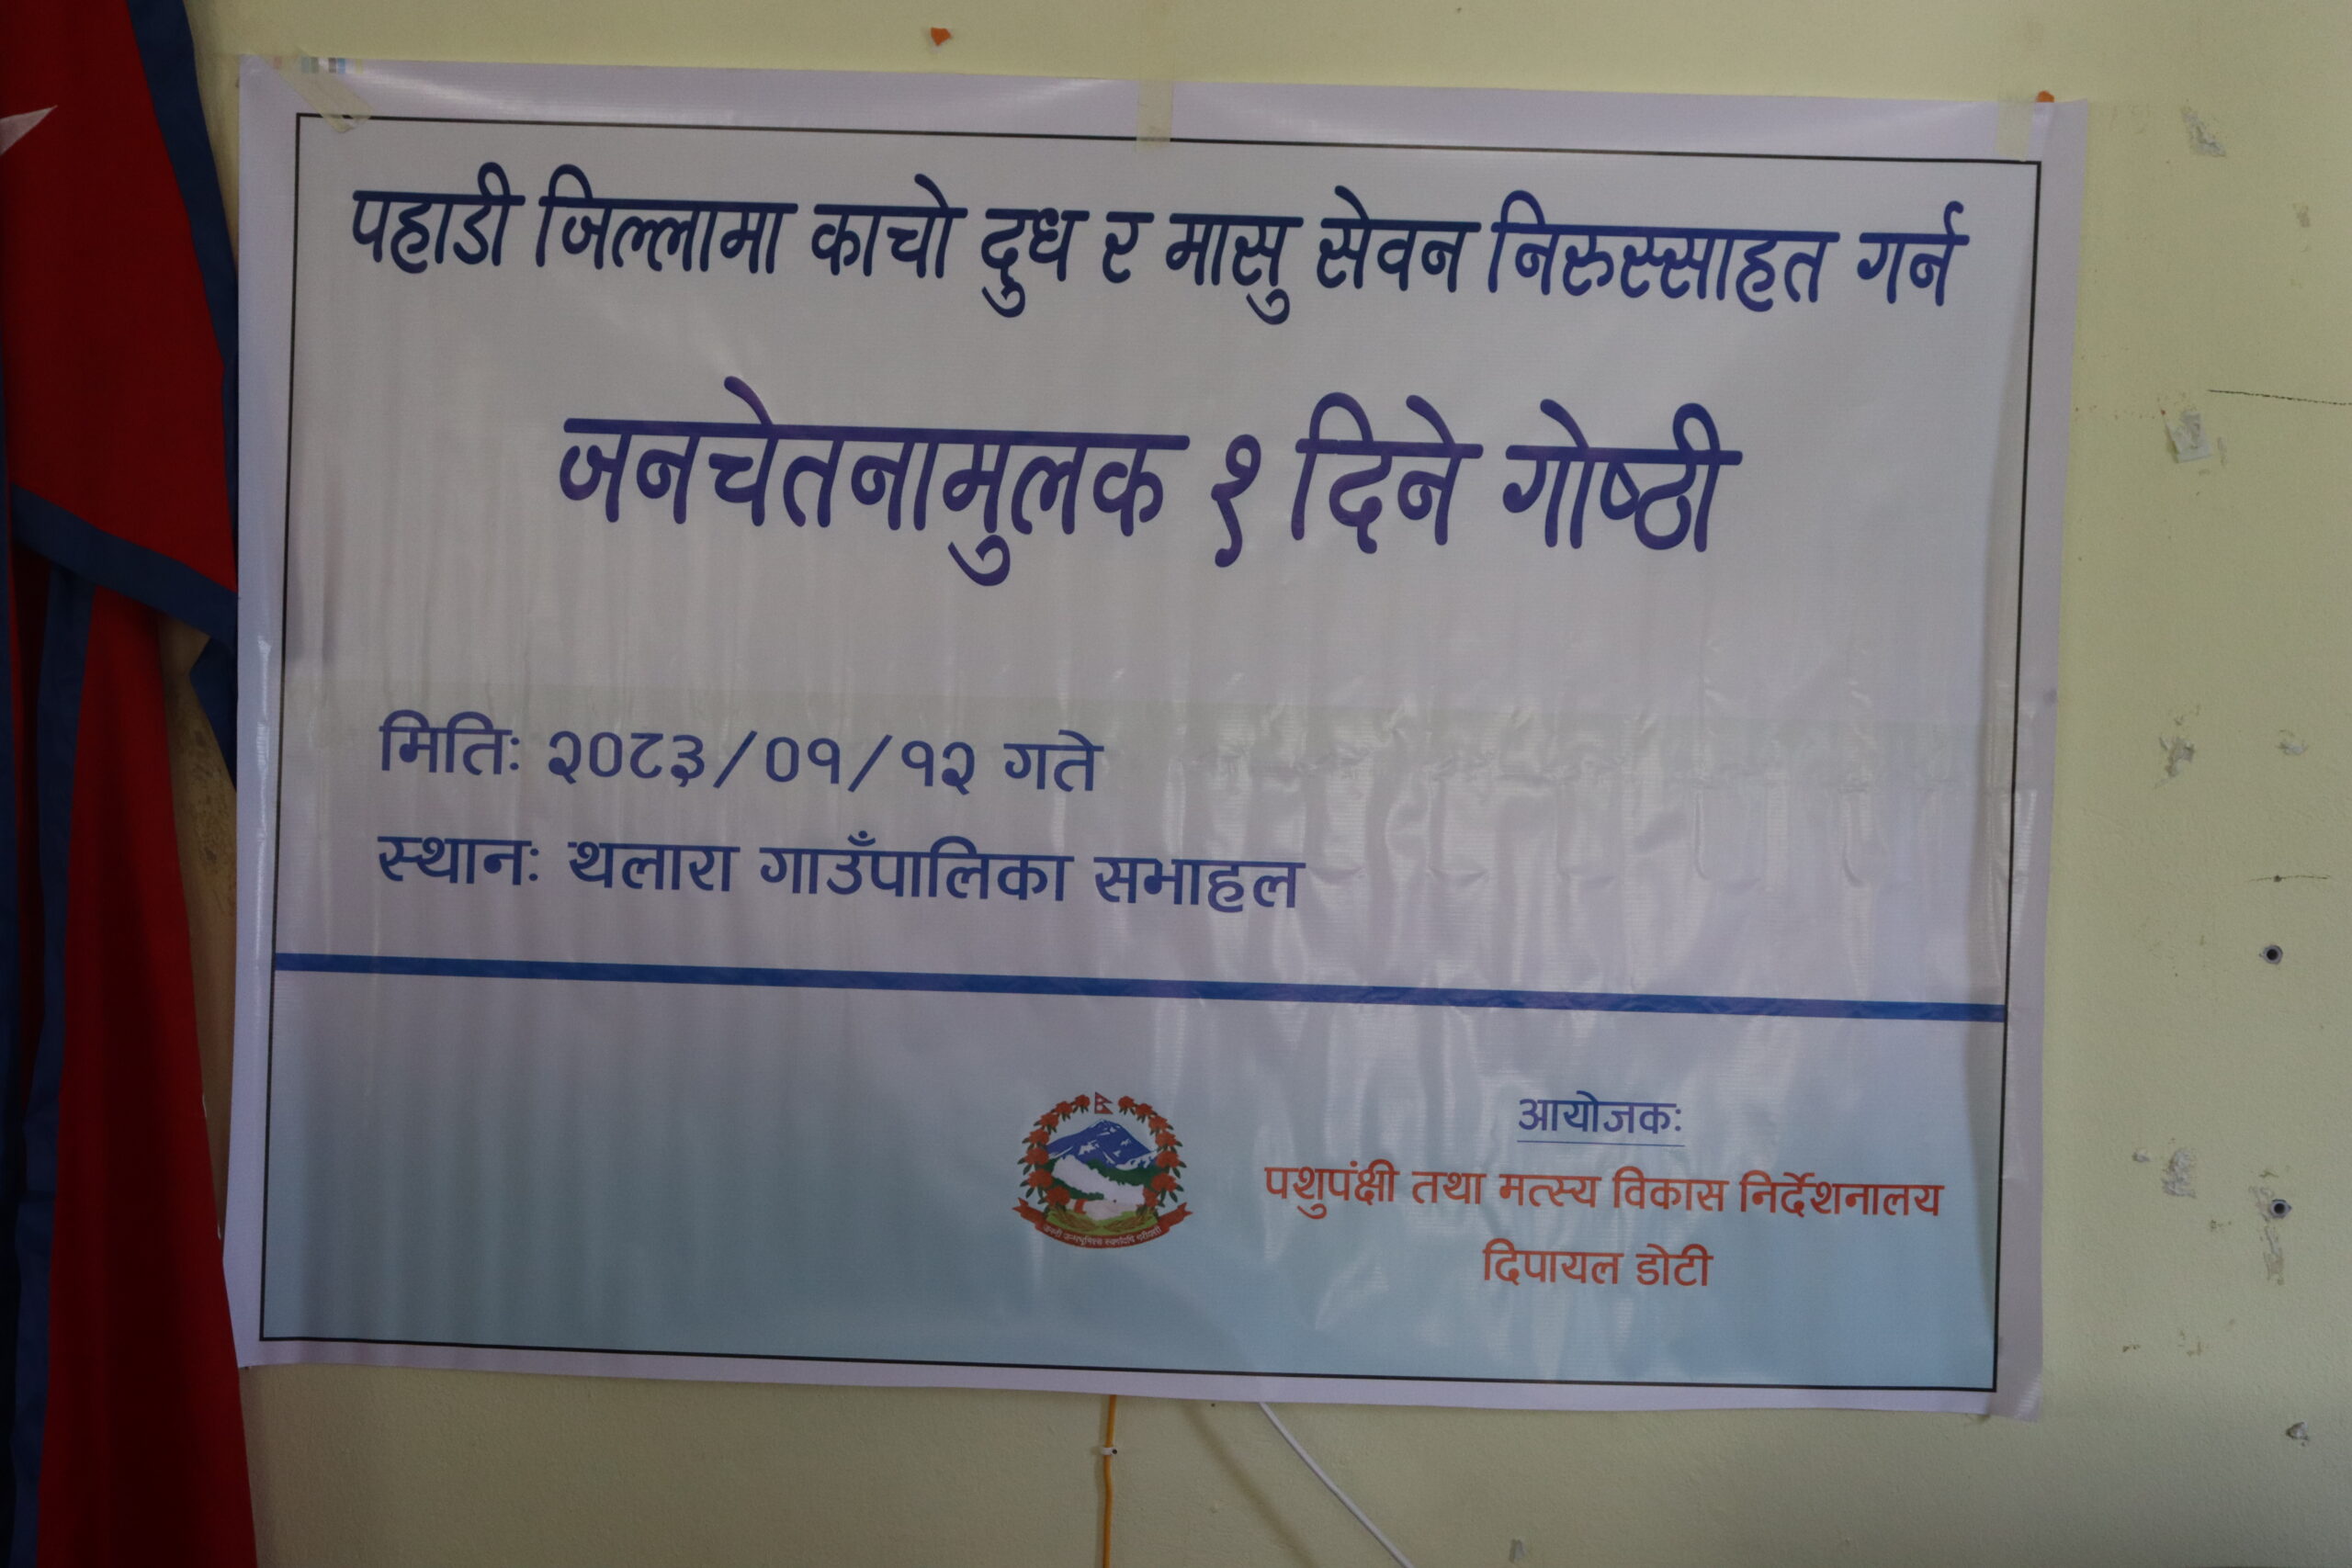 पहाडी जिल्लामा काचो दुध र मासु सेवन निरुस्साहत गर्न
जनचेतनामुलक १ दिने गोष्ठी
मितिः २०८३/०१/१२ गते
स्थानः थलारा गाउँपालिका सभाहल
आयोजकः
पशुपंक्षी तथा मत्स्य विकास निर्देशनालय
दिपायल डोटी